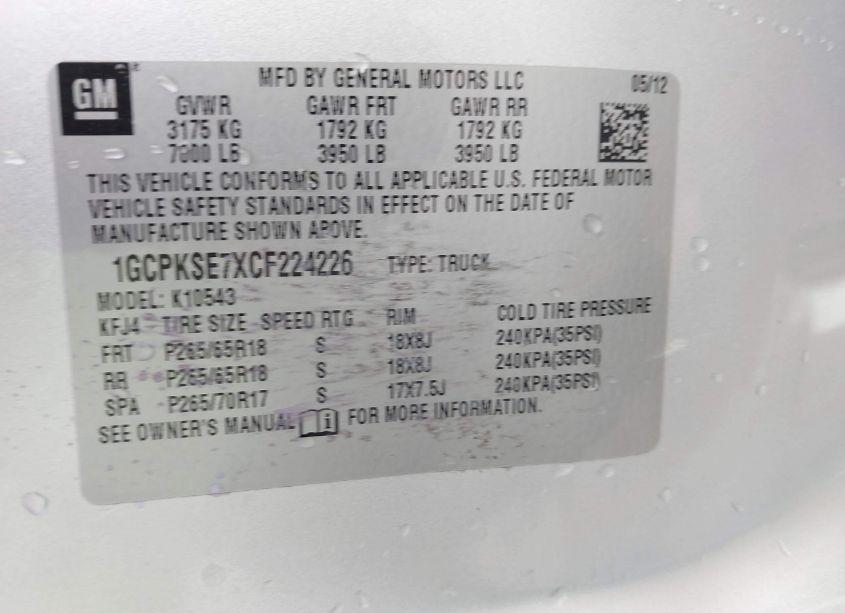 GM
MFD BY GENERAL MOTORS LLC 05/12
GVWR GAWR FRT GAWR RR
3175 KG 1792 KG 1792 KG
7000 LB 3950 LB 3950 LB
THIS VEHICLE CONFORMS TO ALL APPLICABLE U.S. FEDERAL MOTOR
VEHICLE SAFETY STANDARDS IN EFFECT ON THE DATE OF
MANUFACTURE SHOWN ABOVE.
1GCPKSE7XCF224226 TYPE: TRUCK
MODEL: K10543
KFJ4 TIRE SIZE SPEED RTG RIM COLD TIRE PRESSURE
FRT P265/65R18 S 18X8J 240KPA(35PSI)
RR P265/65R18 S 18X8J 240KPA(35PSI)
SPA P265/70R17 S 17X7.5J 240KPA(35PSI)
SEE OWNER'S MANUAL i FOR MORE INFORMATION.